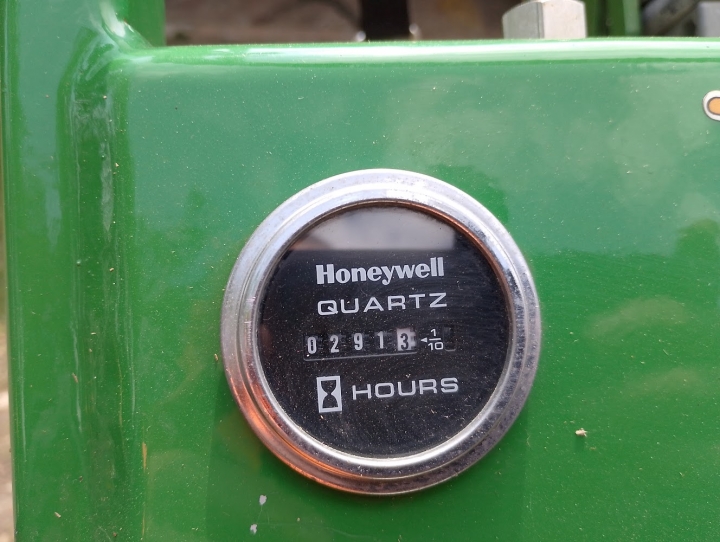 Honeywell
QUARTZ
02913 ◄ 1/10
HOURS